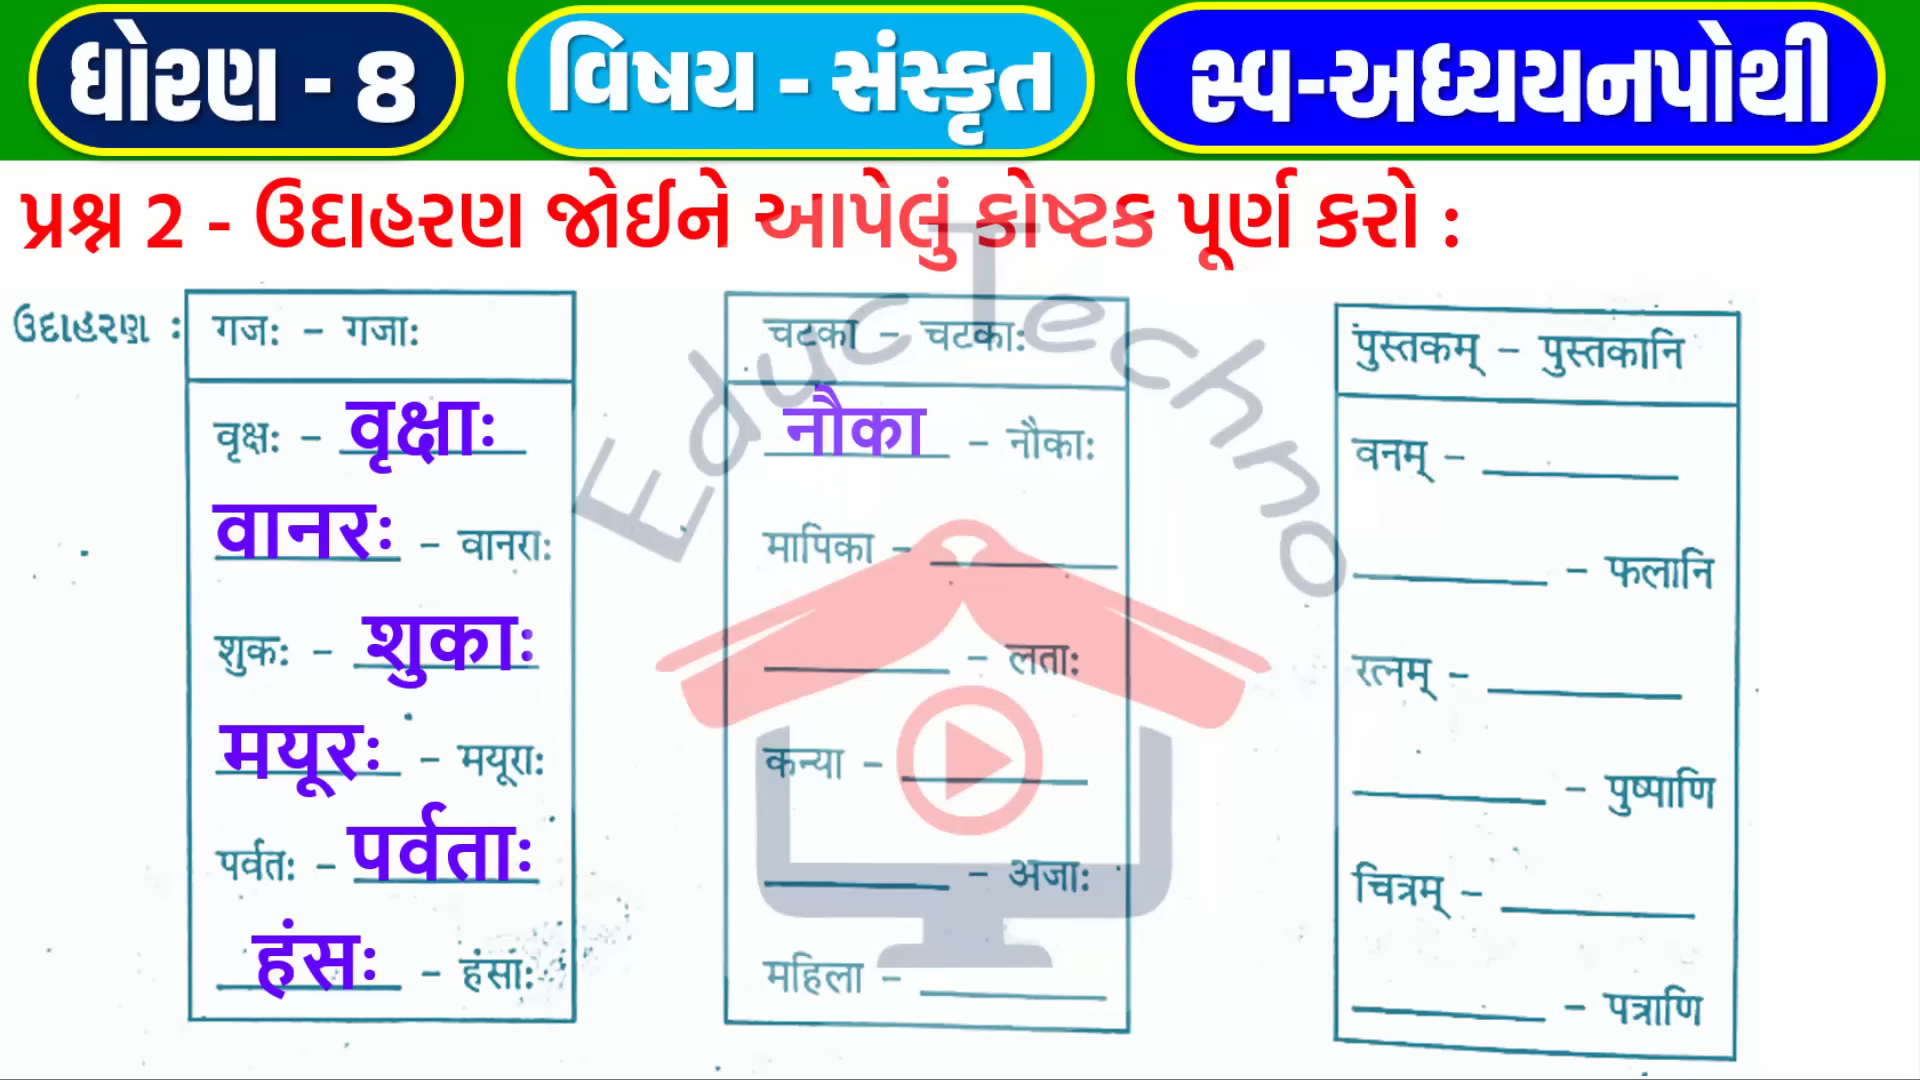 ધોરણ - 8
વિષય - સંસ્કૃત
સ્વ-અધ્યયનપોથી
પ્રશ્ન 2 - ઉદાહરણ જોઈને આપેલું કોષ્ટક પૂર્ણ કરો :
ઉદાહરણ :
गजः - गजाः
वृक्षः - वृक्षाः
वानरः - वानराः
शुकः - शुकाः
मयूरः - मयूराः
पर्वतः - पर्वताः
हंसः - हंसाः
चटका - चटकाः
नौका - नौकाः
मापिका -
- लताः
कन्या -
- अजाः
महिला -
पुस्तकम् - पुस्तकानि
वनम् -
- फलानि
रत्नम् -
- पुष्पाणि
चित्रम् -
- पत्राणि
EducTechno